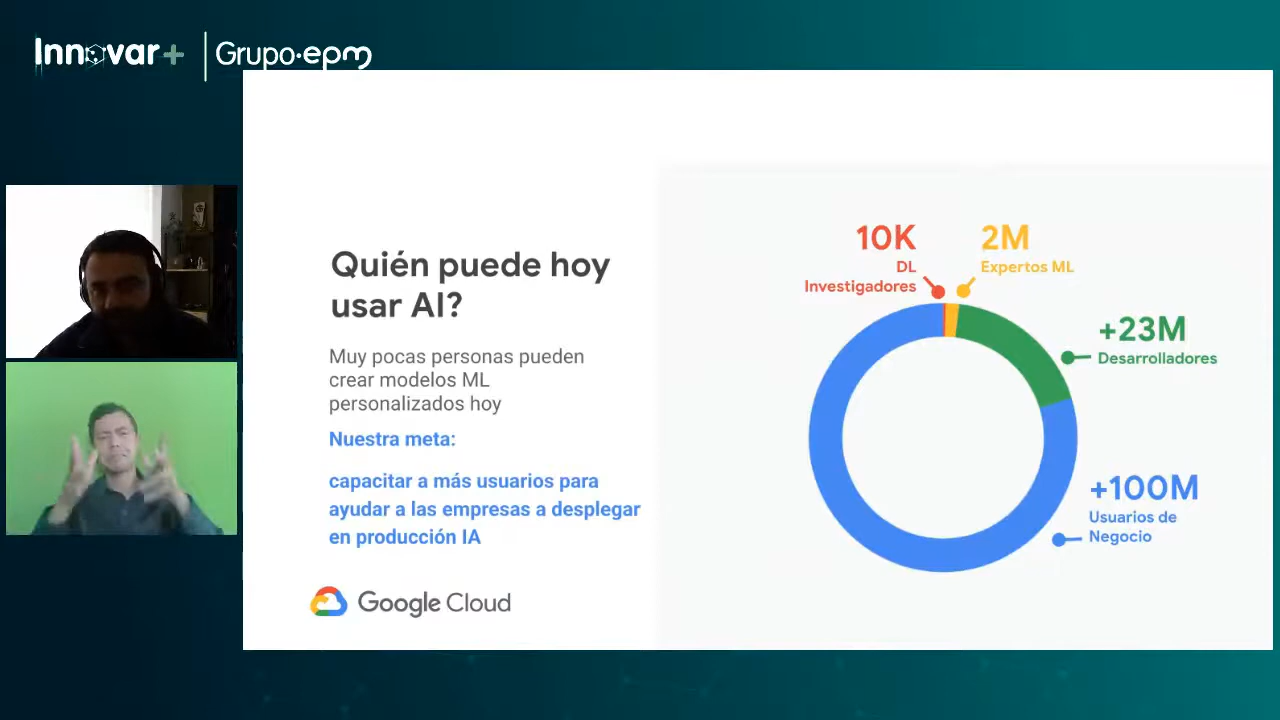 Innovar+
Grupo·epm
Quién puede hoy
usar AI?
Muy pocas personas pueden
crear modelos ML
personalizados hoy
Nuestra meta:
capacitar a más usuarios para
ayudar a las empresas a desplegar
en producción IA
Google Cloud
10K
DL
Investigadores
2M
Expertos ML
+23M
Desarrolladores
+100M
Usuarios de
Negocio